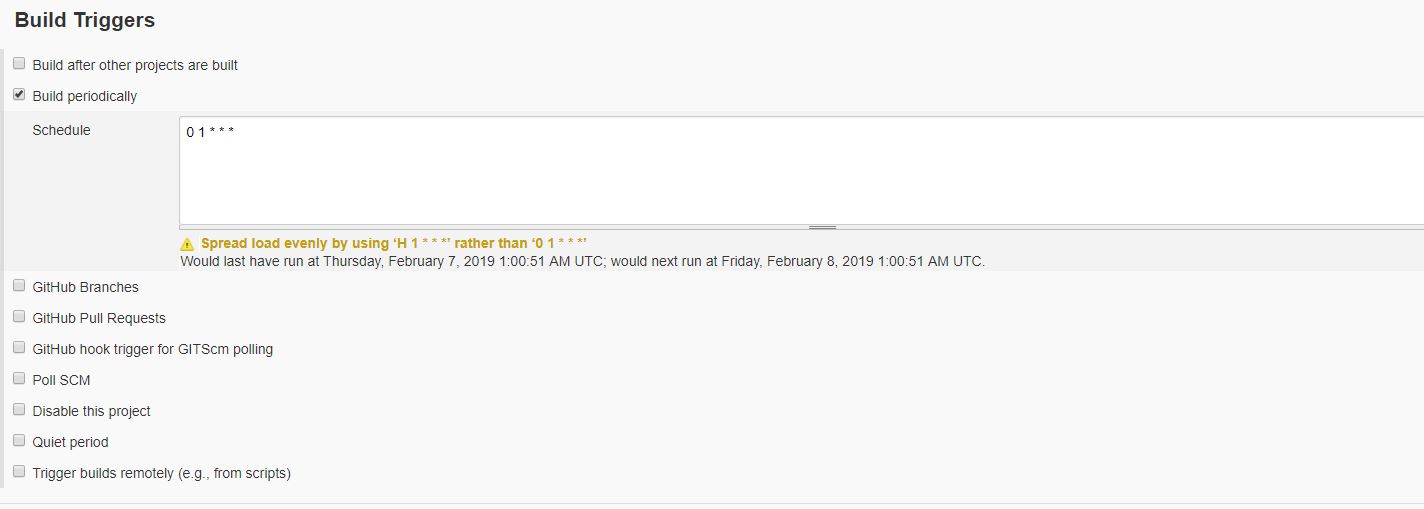 Build Triggers
Build after other projects are built
Build periodically
Schedule
0 1 * * *
Spread load evenly by using ‘H 1 * * *’ rather than ‘0 1 * * *’
Would last have run at Thursday, February 7, 2019 1:00:51 AM UTC; would next run at Friday, February 8, 2019 1:00:51 AM UTC.
GitHub Branches
GitHub Pull Requests
GitHub hook trigger for GITScm polling
Poll SCM
Disable this project
Quiet period
Trigger builds remotely (e.g., from scripts)